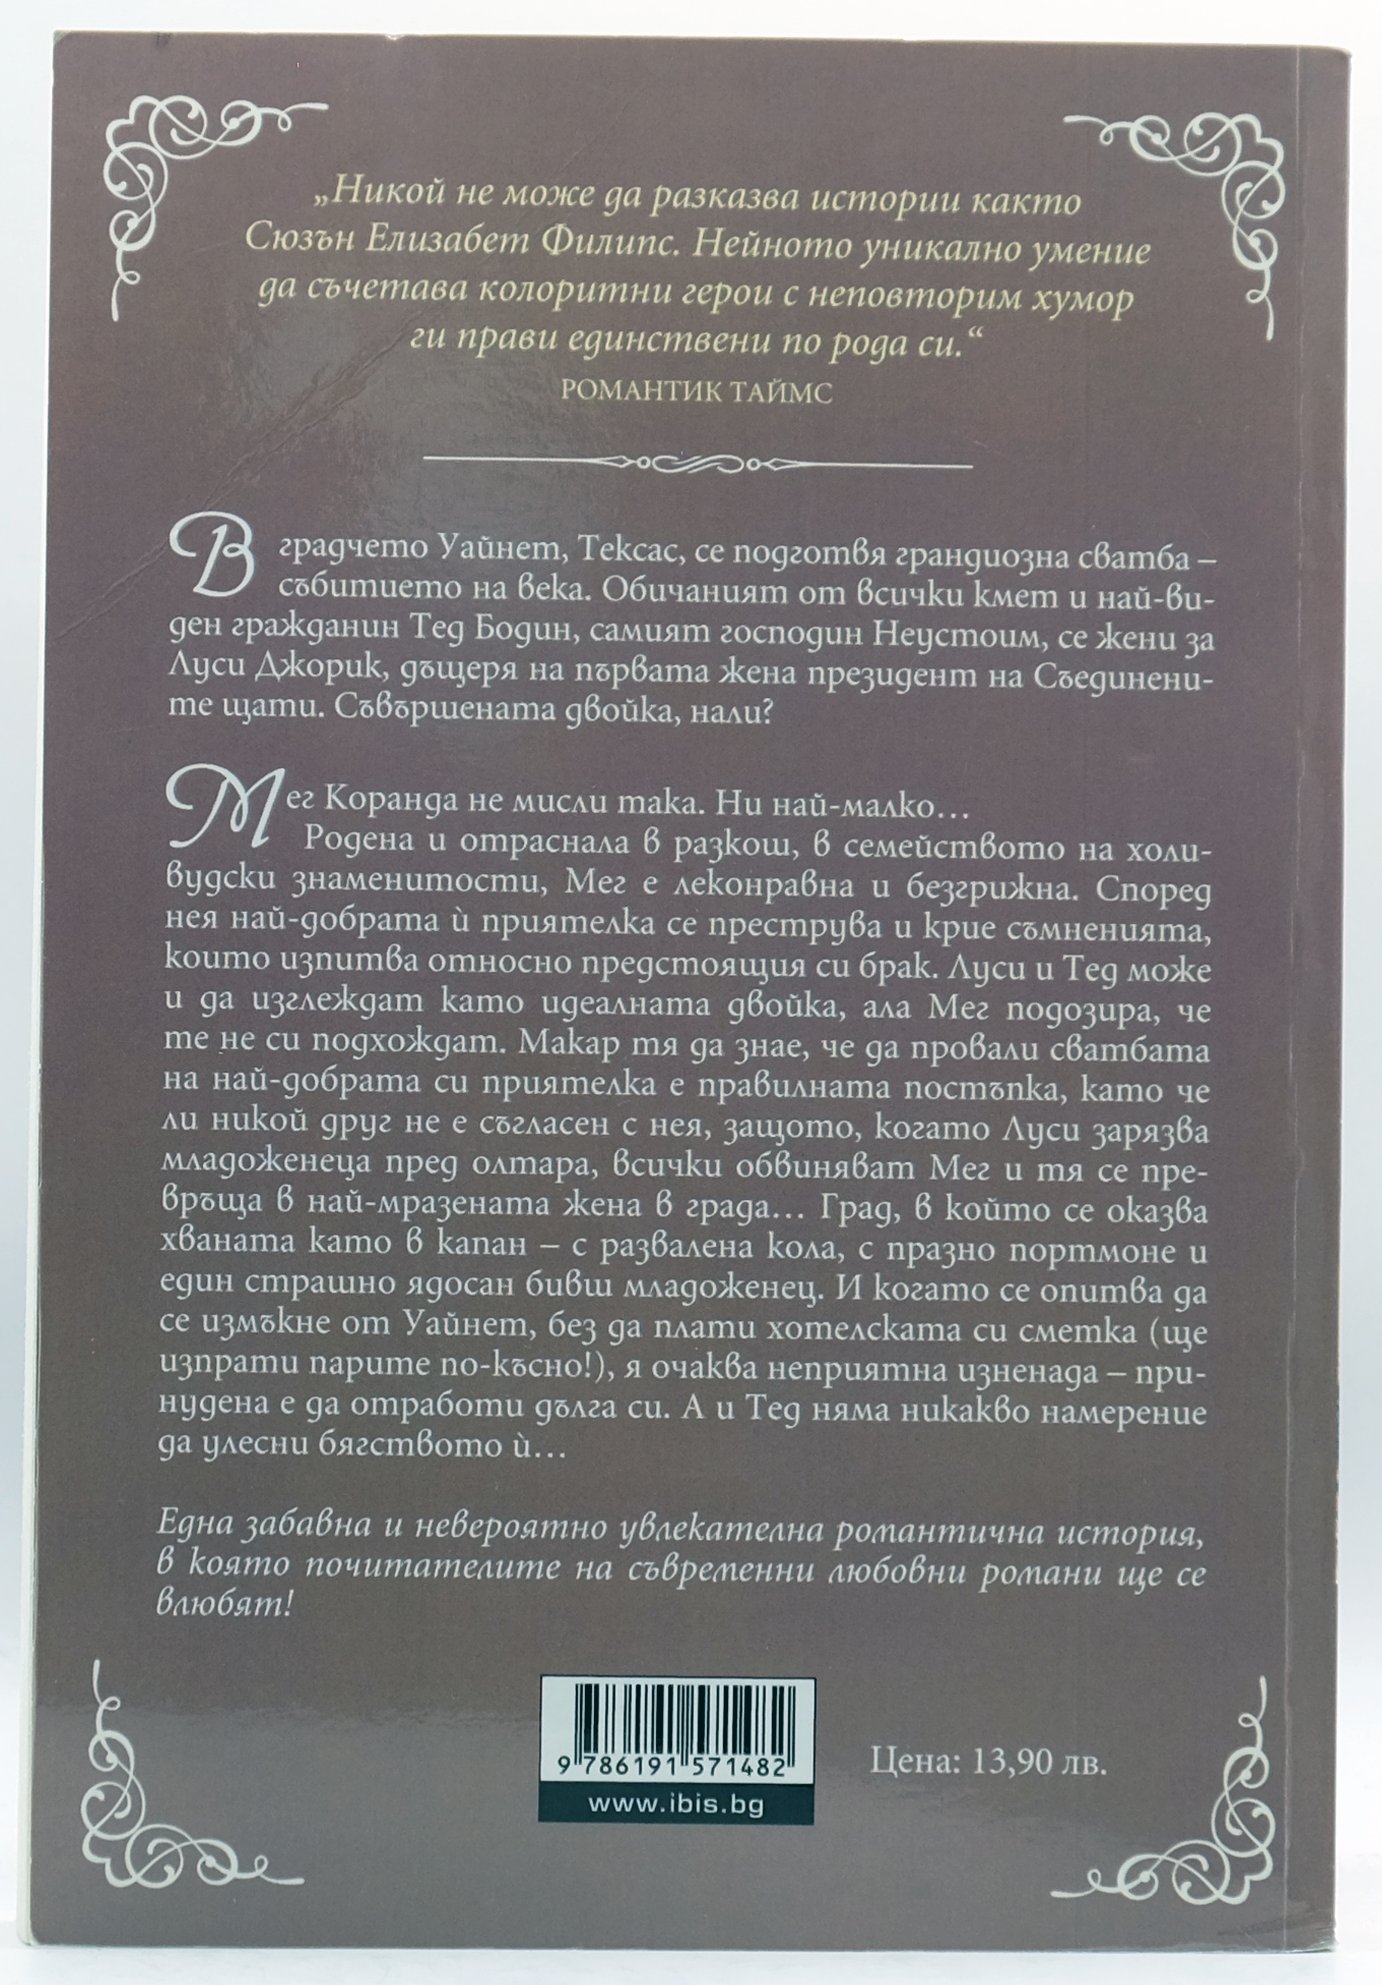 „Никой не може да разказва истории както
Сюзън Елизабет Филипс. Нейното уникално умение
да съчетава колоритни герои с неповторим хумор
ги прави единствени по рода си.“
РОМАНТИК ТАЙМС
В градчето Уайнет, Тексас, се подготвя грандиозна сватба –
събитието на века. Обичаният от всички кмет и най-ви-
ден гражданин Тед Бодин, самият господин Неустоим, се жени за
Луси Джорик, дъщеря на първата жена президент на Съединени-
те щати. Съвършената двойка, нали?
Мег Коранда не мисли така. Ни най-малко…
Родена и отраснала в разкош, в семейството на холи-
вудски знаменитости, Мег е леконравна и безгрижна. Според
нея най-добрата ѝ приятелка се преструва и крие съмненията,
които изпитва относно предстоящия си брак. Луси и Тед може
и да изглеждат като идеалната двойка, ала Мег подозира, че
те не си подхождат. Макар тя да знае, че да провали сватбата
на най-добрата си приятелка е правилната постъпка, като че
ли никой друг не е съгласен с нея, защото, когато Луси зарязва
младоженеца пред олтара, всички обвиняват Мег и тя се пре-
връща в най-мразената жена в града… Град, в който се оказва
хваната като в капан – с развалена кола, с празно портмоне и
един страшно ядосан бивш младоженец. И когато се опитва да
се измъкне от Уайнет, без да плати хотелската си сметка (ще
изпрати парите по-късно!), я очаква неприятна изненада – при-
нудена е да отработи дълга си. А и Тед няма никакво намерение
да улесни бягството ѝ…
Една забавна и невероятно увлекателна романтична история,
в която почитателите на съвременни любовни романи ще се
влюбят!
9 786191 571482
www.ibis.bg
Цена: 13,90 лв.